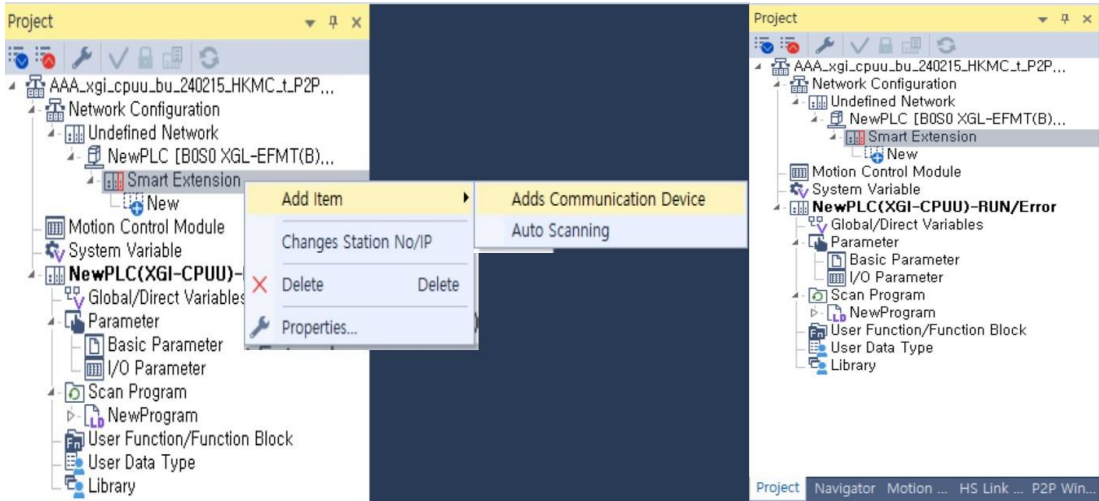 Project
AAA_xgi_cpuu_bu_240215_HKMC_t_P2P...
Network Configuration
Undefined Network
NewPLC [B0S0 XGL-EFMT(B)...
Smart Extension
New
Motion Control Module
System Variable
NewPLC(XGI-CPUU)-
Global/Direct Variables
Parameter
Basic Parameter
I/O Parameter
Scan Program
NewProgram
User Function/Function Block
User Data Type
Library
Add Item
Changes Station No/IP
Delete Delete
Properties...
)
Adds Communication Device
Auto Scanning
Project
AAA_xgi_cpuu_bu_240215_HKMC_t_P2P...
Network Configuration
Undefined Network
NewPLC [B0S0 XGL-EFMT(B)...
Smart Extension
New
Motion Control Module
System Variable
NewPLC(XGI-CPUU)-RUN/Error
Global/Direct Variables
Parameter
Basic Parameter
I/O Parameter
Scan Program
NewProgram
User Function/Function Block
User Data Type
Library
Project Navigator Motion ... HS Link ... P2P Win...